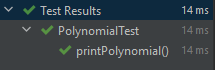 Test Results 14 ms
PolynomialTest 14 ms
printPolynomial() 14 ms